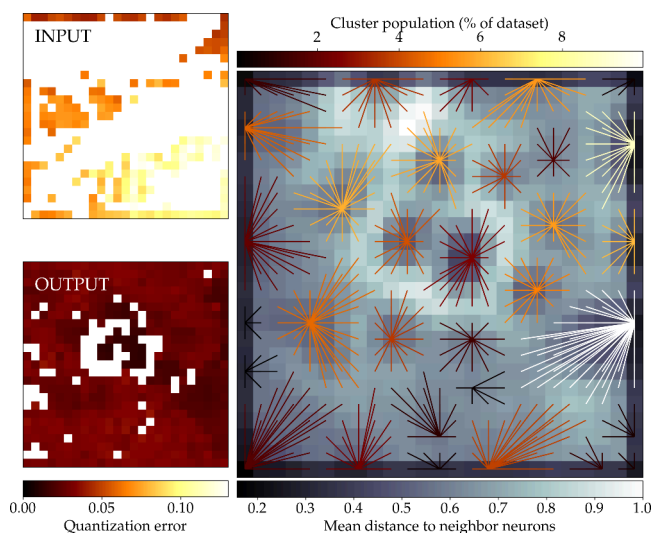 Cluster population (% of dataset)
2 4 6 8
INPUT
OUTPUT
0.00 0.05 0.10
Quantization error
0.2 0.3 0.4 0.5 0.6 0.7 0.8 0.9 1.0
Mean distance to neighbor neurons